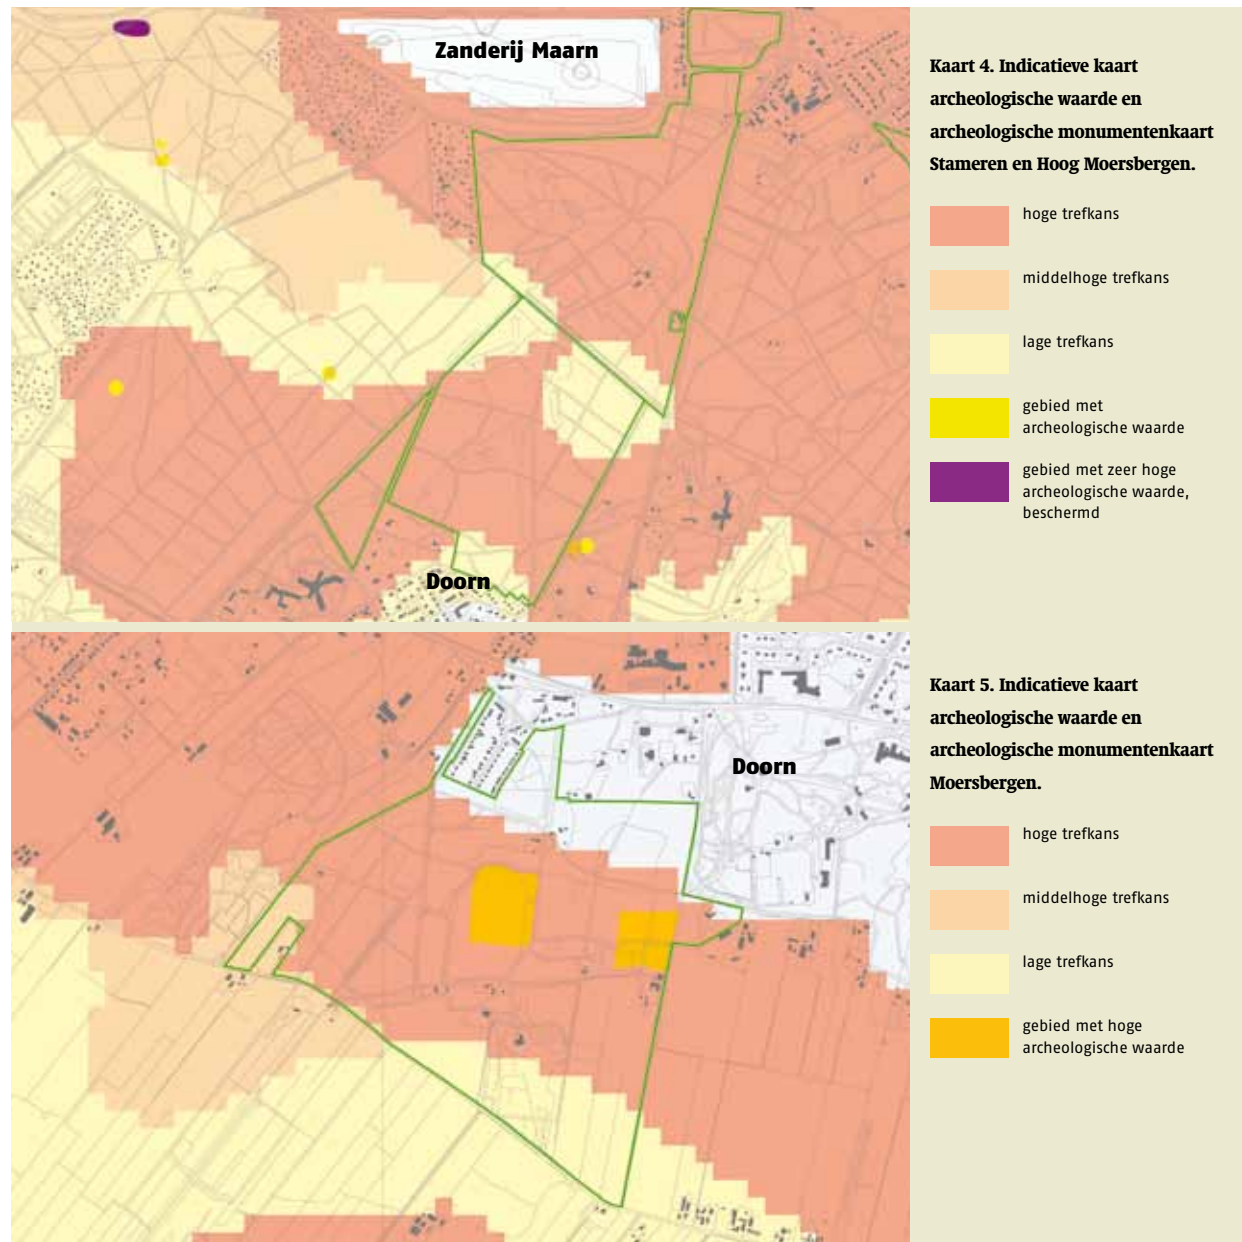 Zanderij Maarn
Doorn
Kaart 4. Indicatieve kaart
archeologische waarde en
archeologische monumentenkaart
Stameren en Hoog Moersbergen.
hoge trefkans
middelhoge trefkans
lage trefkans
gebied met
archeologische waarde
gebied met zeer hoge
archeologische waarde,
beschermd
Doorn
Kaart 5. Indicatieve kaart
archeologische waarde en
archeologische monumentenkaart
Moersbergen.
hoge trefkans
middelhoge trefkans
lage trefkans
gebied met hoge
archeologische waarde